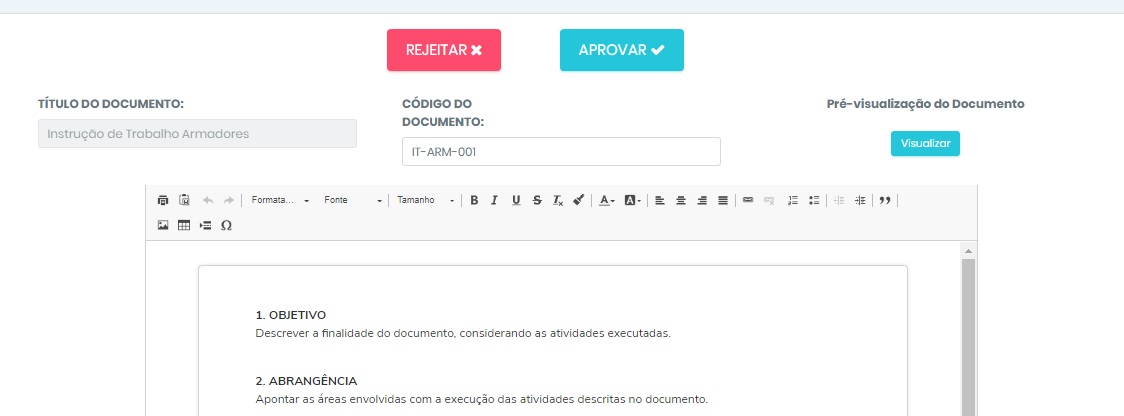 REJEITAR
APROVAR
TÍTULO DO DOCUMENTO:
Instrução de Trabalho Armadores
CÓDIGO DO
DOCUMENTO:
IT-ARM-001
Pré-visualização do Documento
Visualizar
Formata... Fonte Tamanho B I U S Tx A A
Ω
1. OBJETIVO
Descrever a finalidade do documento, considerando as atividades executadas.
2. ABRANGÊNCIA
Apontar as áreas envolvidas com a execução das atividades descritas no documento.